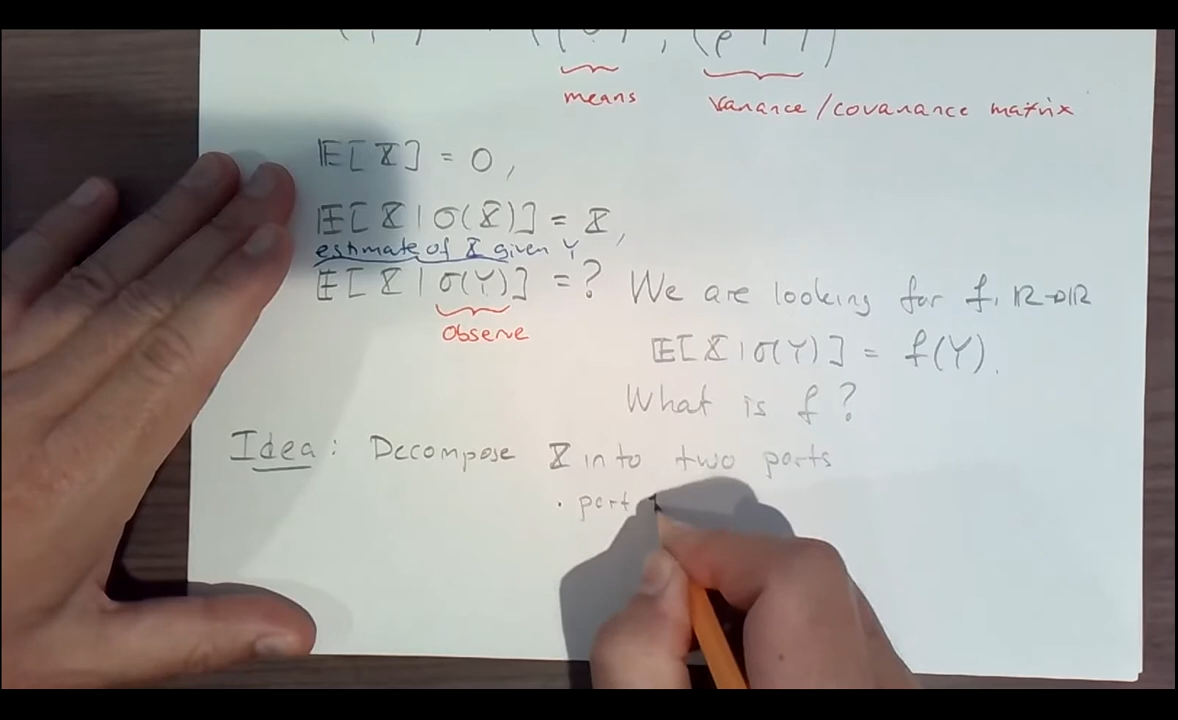 means
variance/covariance matrix
E[X] = 0,
E[X|σ(X)] = X,
estimate of X given Y
E[X|σ(Y)] = ? We are looking for f: R→R
observe
E[X|σ(Y)] = f(Y).
What is f?
Idea: Decompose X into two parts
· part